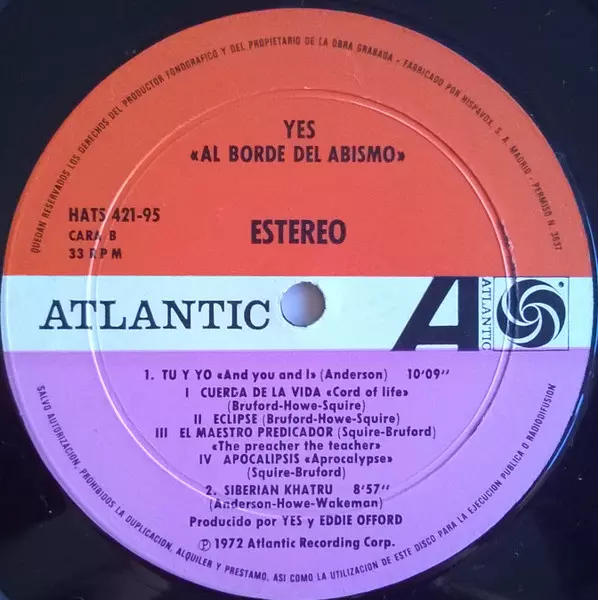 QUEDAN RESERVADOS LOS DERECHOS DEL PRODUCTOR FONOGRAFICO Y DEL PROPIETARIO DE LA OBRA GRABADA - FABRICADO POR HISPAVOX, S. A. MADRID - PERMISO N. 3037
YES
«AL BORDE DEL ABISMO»
HATS 421-95
CARA B
33 RPM
ESTEREO
ATLANTIC
A
ATLANTIC
1. TU Y YO «And you and I» (Anderson) 10'09"
I CUERDA DE LA VIDA «Cord of life»
(Bruford-Howe-Squire)
II ECLIPSE (Bruford-Howe-Squire)
III EL MAESTRO PREDICADOR (Squire-Bruford)
«The preacher the teacher»
IV APOCALIPSIS «Aprocalypse»
(Squire-Bruford)
2. SIBERIAN KHATRU 8'57"
(Anderson-Howe-Wakeman)
Producido por YES y EDDIE OFFORD
Ⓟ 1972 Atlantic Recording Corp.
SALVO AUTORIZACION, PROHIBIDOS LA DUPLICACION, ALQUILER Y PRESTAMO, ASI COMO LA UTILIZACION DE ESTE DISCO PARA LA EJECUCION PUBLICA O RADIODIFUSION